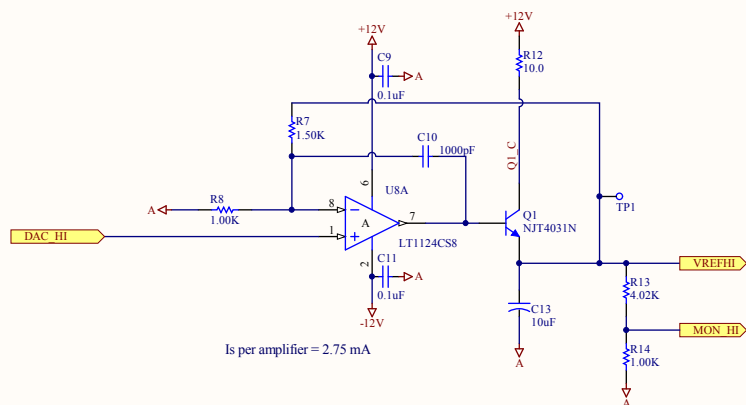 +12V
+12V
C9
A
0.1uF
R12
10.0
R7
1.50K
C10
1000pF
Q1_C
6
U8A
TP1
A
R8
1.00K
8
A
7
Q1
NJT4031N
DAC_HI
1
LT1124CS8
2
C11
A
0.1uF
VREFHI
R13
4.02K
-12V
C13
10uF
MON_HI
Is per amplifier = 2.75 mA
R14
1.00K
A
A